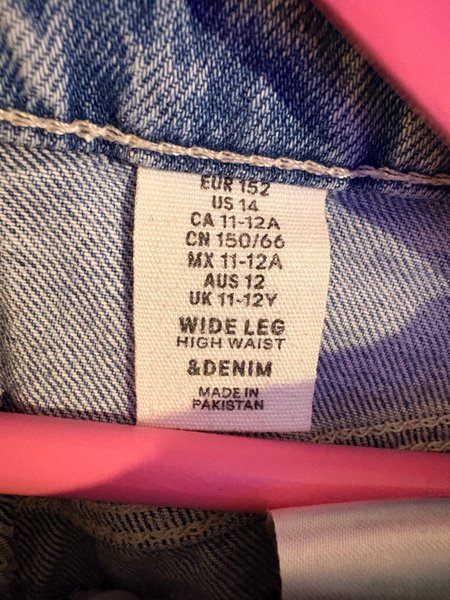 EUR 152
US 14
CA 11-12A
CN 150/66
MX 11-12A
AUS 12
UK 11-12Y
WIDE LEG
HIGH WAIST
&DENIM
MADE IN
PAKISTAN